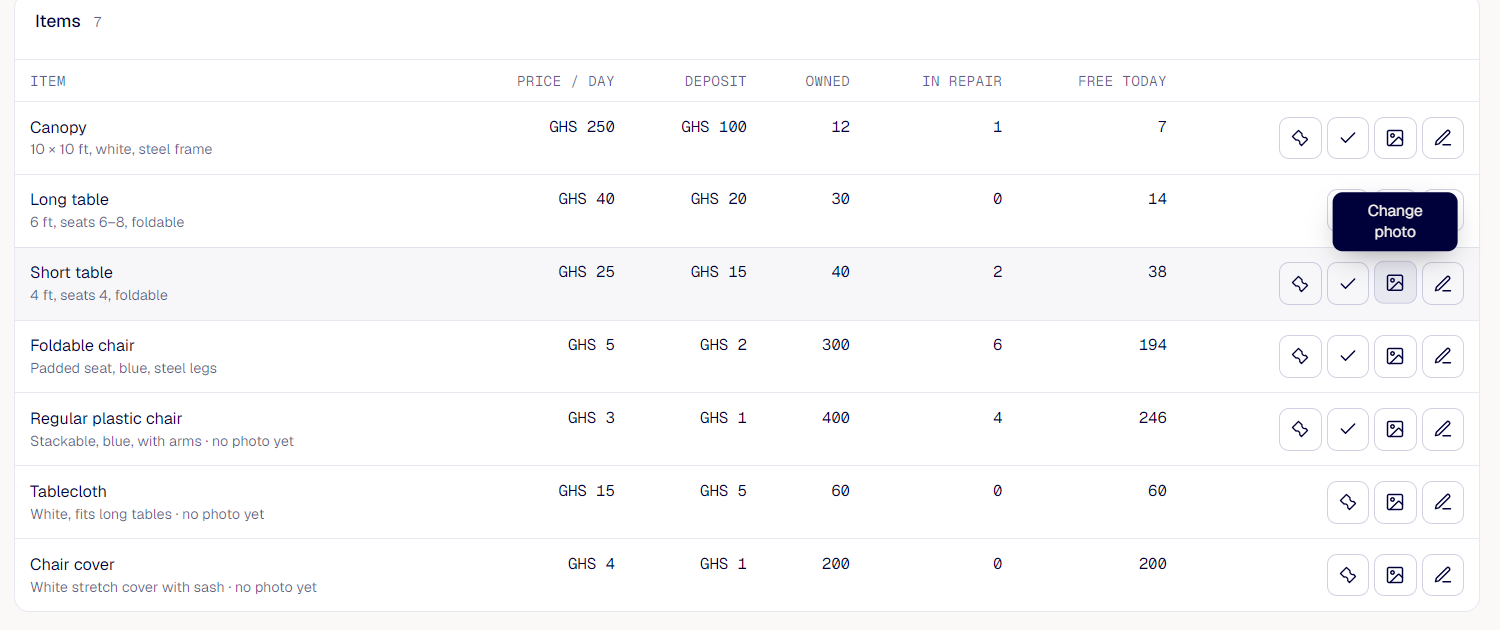 Items 7
ITEM PRICE / DAY DEPOSIT OWNED IN REPAIR FREE TODAY
Canopy GHS 250 GHS 100 12 1 7
10 × 10 ft, white, steel frame
Long table GHS 40 GHS 20 30 0 14
6 ft, seats 6–8, foldable
Change
photo
Short table GHS 25 GHS 15 40 2 38
4 ft, seats 4, foldable
Foldable chair GHS 5 GHS 2 300 6 194
Padded seat, blue, steel legs
Regular plastic chair GHS 3 GHS 1 400 4 246
Stackable, blue, with arms · no photo yet
Tablecloth GHS 15 GHS 5 60 0 60
White, fits long tables · no photo yet
Chair cover GHS 4 GHS 1 200 0 200
White stretch cover with sash · no photo yet